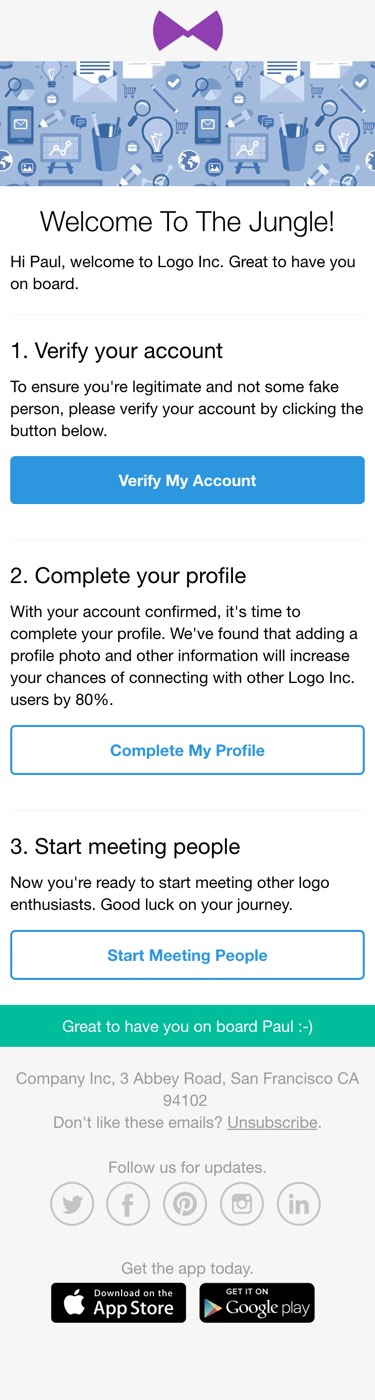 Welcome To The Jungle!
Hi Paul, welcome to Logo Inc. Great to have you
on board.
1. Verify your account
To ensure you're legitimate and not some fake
person, please verify your account by clicking the
button below.
Verify My Account
2. Complete your profile
With your account confirmed, it's time to
complete your profile. We've found that adding a
profile photo and other information will increase
your chances of connecting with other Logo Inc.
users by 80%.
Complete My Profile
3. Start meeting people
Now you're ready to start meeting other logo
enthusiasts. Good luck on your journey.
Start Meeting People
Great to have you on board Paul :-)
Company Inc, 3 Abbey Road, San Francisco CA
94102
Don't like these emails? Unsubscribe.
Follow us for updates.
Get the app today.
Download on the
App Store
GET IT ON
Google play